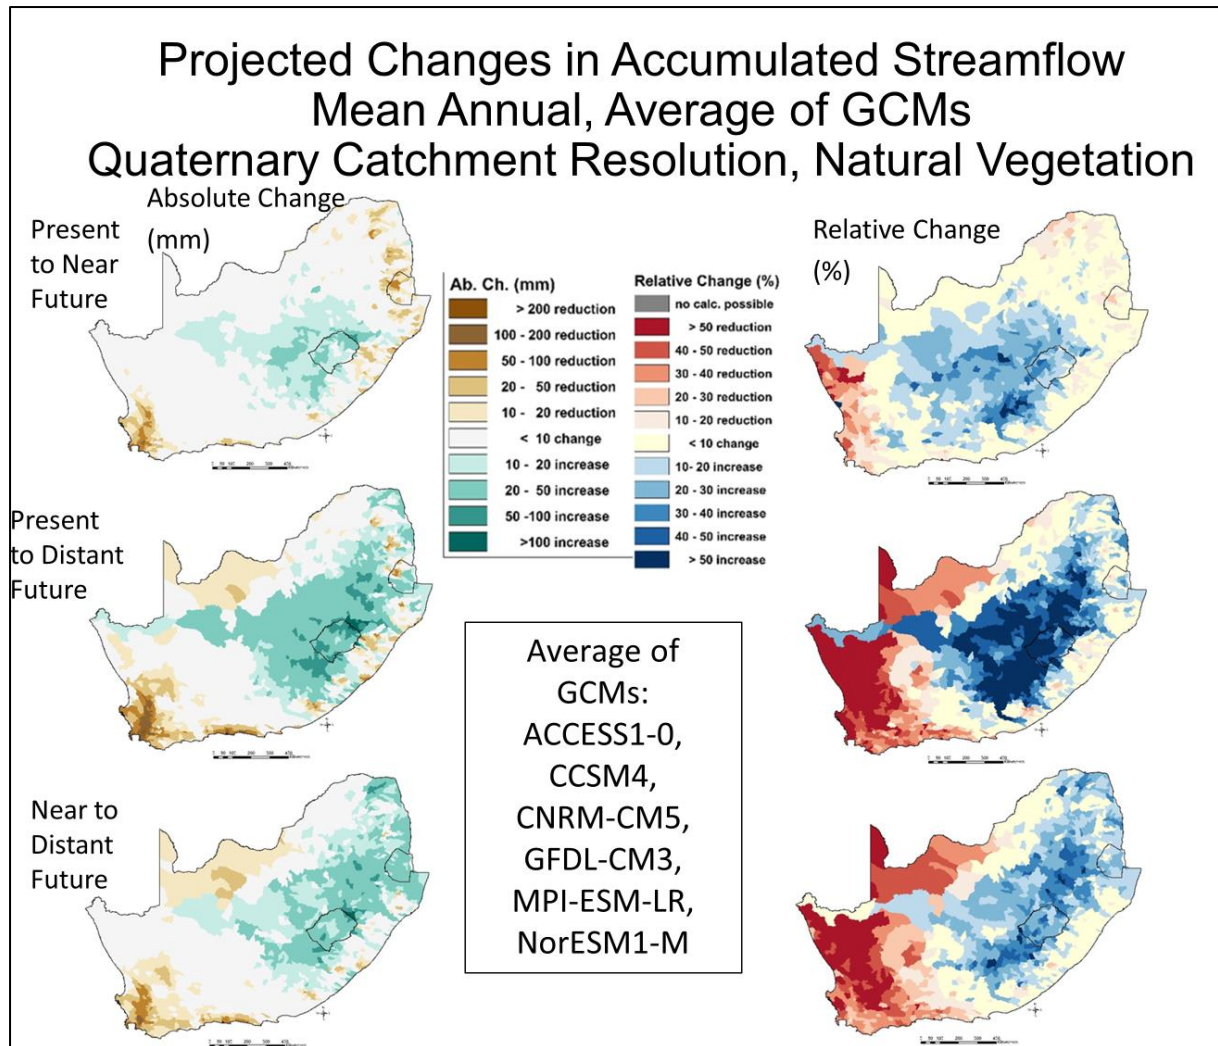 Projected Changes in Accumulated Streamflow
Mean Annual, Average of GCMs
Quaternary Catchment Resolution, Natural Vegetation
Absolute Change
(mm)
Present
to Near
Future
Relative Change
(%)
Ab. Ch. (mm)
> 200 reduction
100 - 200 reduction
50 - 100 reduction
20 - 50 reduction
10 - 20 reduction
< 10 change
10 - 20 increase
20 - 50 increase
50 -100 increase
>100 increase
Relative Change (%)
no calc. possible
> 50 reduction
40 - 50 reduction
30 - 40 reduction
20 - 30 reduction
10 - 20 reduction
< 10 change
10- 20 increase
20 - 30 increase
30 - 40 increase
40 - 50 increase
> 50 increase
Present
to Distant
Future
Average of
GCMs:
ACCESS1-0,
CCSM4,
CNRM-CM5,
GFDL-CM3,
MPI-ESM-LR,
NorESM1-M
Near to
Distant
Future